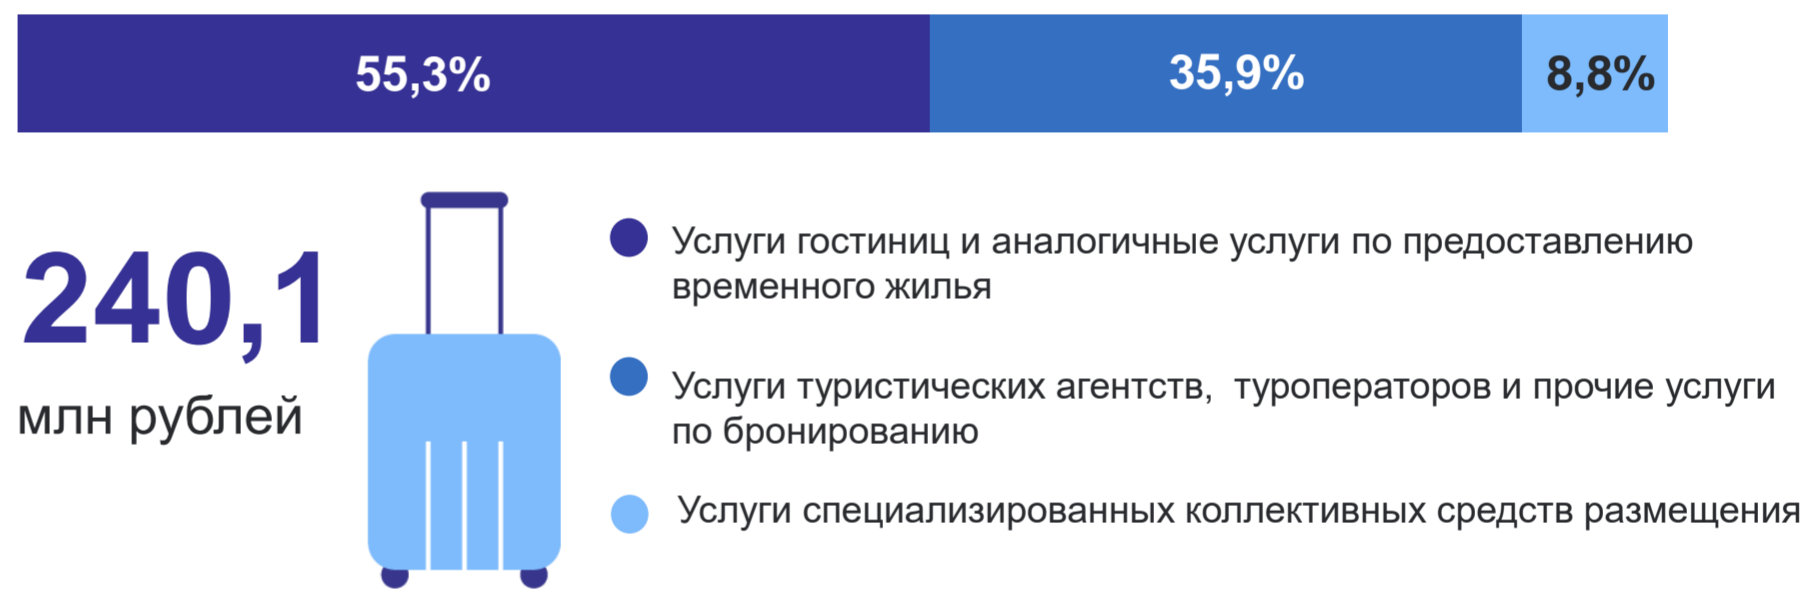 55,3%
35,9%
8,8%
240,1
млн рублей
Услуги гостиниц и аналогичные услуги по предоставлению
временного жилья
Услуги туристических агентств, туроператоров и прочие услуги
по бронированию
Услуги специализированных коллективных средств размещения